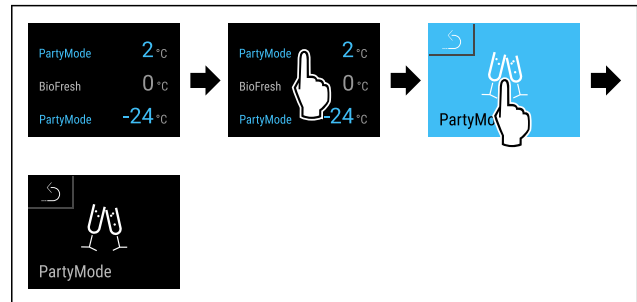 PartyMode 2 °C
BioFresh 0 °C
PartyMode -24 °C
PartyMode 2 °C
BioFresh 0 °C
PartyMode 24 °C
PartyMo
PartyMode